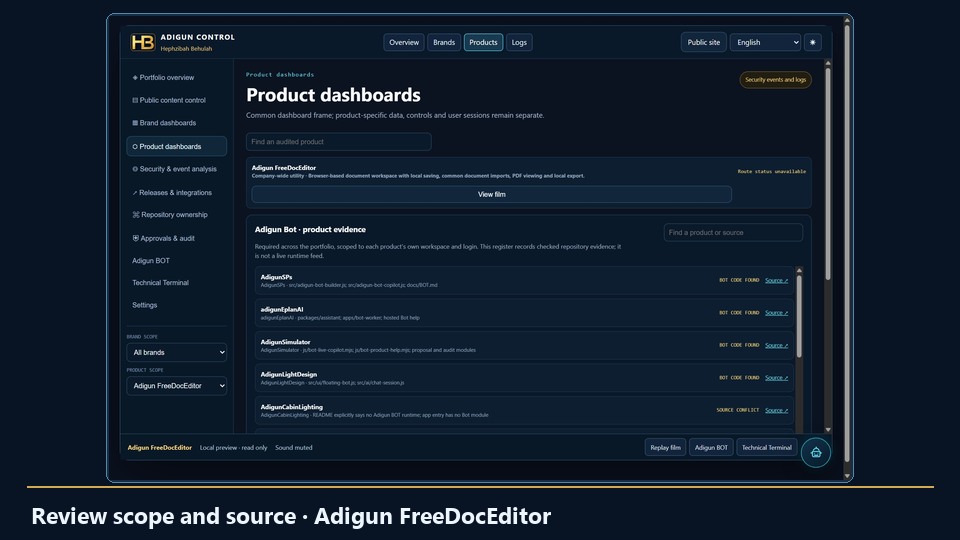 HB
ADIGUN CONTROL
Hephzibah Behulah
Overview
Brands
Products
Logs
Public site
English
Portfolio overview
Public content control
Brand dashboards
Product dashboards
Security & event analysis
Releases & integrations
Repository ownership
Approvals & audit
Adigun BOT
Technical Terminal
Settings
BRAND SCOPE
All brands
PRODUCT SCOPE
Adigun FreeDocEditor
Product dashboards
Product dashboards
Common dashboard frame; product-specific data, controls and user sessions remain separate.
Security events and logs
Find an audited product
Adigun FreeDocEditor
Company-wide utility · Browser-based document workspace with local saving, common document imports, PDF viewing and local export.
Route status unavailable
View film
Adigun Bot · product evidence
Required across the portfolio, scoped to each product's own workspace and login. This register records checked repository evidence; it
is not a live runtime feed.
Find a product or source
AdigunSPs
AdigunSPs · src/adigun-bot-builder.js; src/adigun-bot-copilot.js; docs/BOT.md
BOT CODE FOUND
Source ↗
adigunEplanAI
adigunEplanAI · packages/assistant; apps/bot-worker; hosted Bot help
BOT CODE FOUND
Source ↗
AdigunSimulator
AdigunSimulator · js/bot-live-copilot.mjs; js/bot-product-help.mjs; proposal and audit modules
BOT CODE FOUND
Source ↗
AdigunLightDesign
AdigunLightDesign · src/ui/floating-bot.js; src/ai/chat-session.js
BOT CODE FOUND
Source ↗
AdigunCabinLighting
AdigunCabinLighting · README explicitly says no Adigun BOT runtime; app entry has no Bot module
SOURCE CONFLICT
Source ↗
Adigun FreeDocEditor
Local preview · read only
Sound muted
Replay film
Adigun BOT
Technical Terminal
Review scope and source · Adigun FreeDocEditor